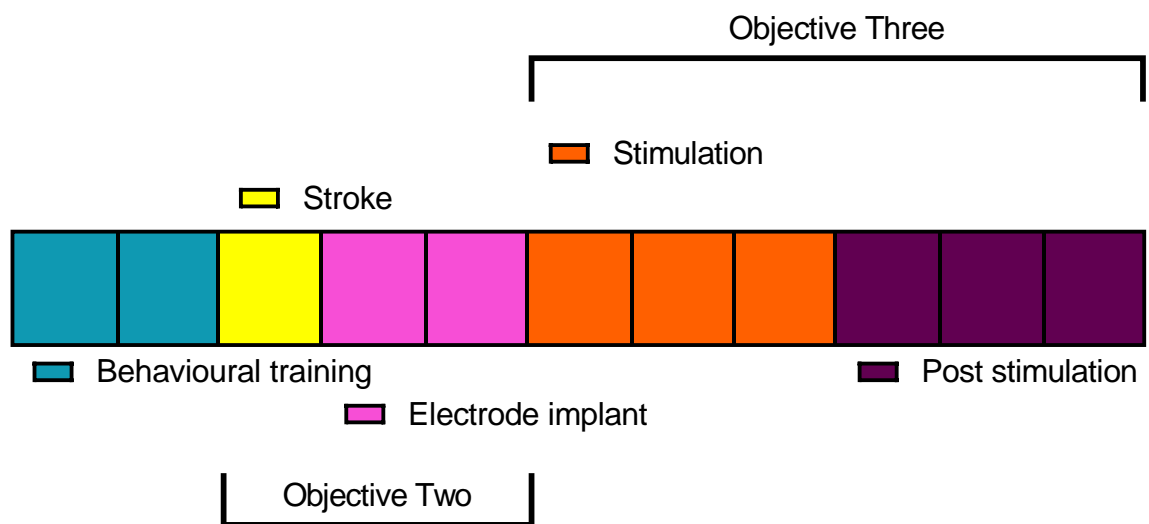 Objective Three
Stimulation
Stroke
Behavioural training
Post stimulation
Electrode implant
Objective Two